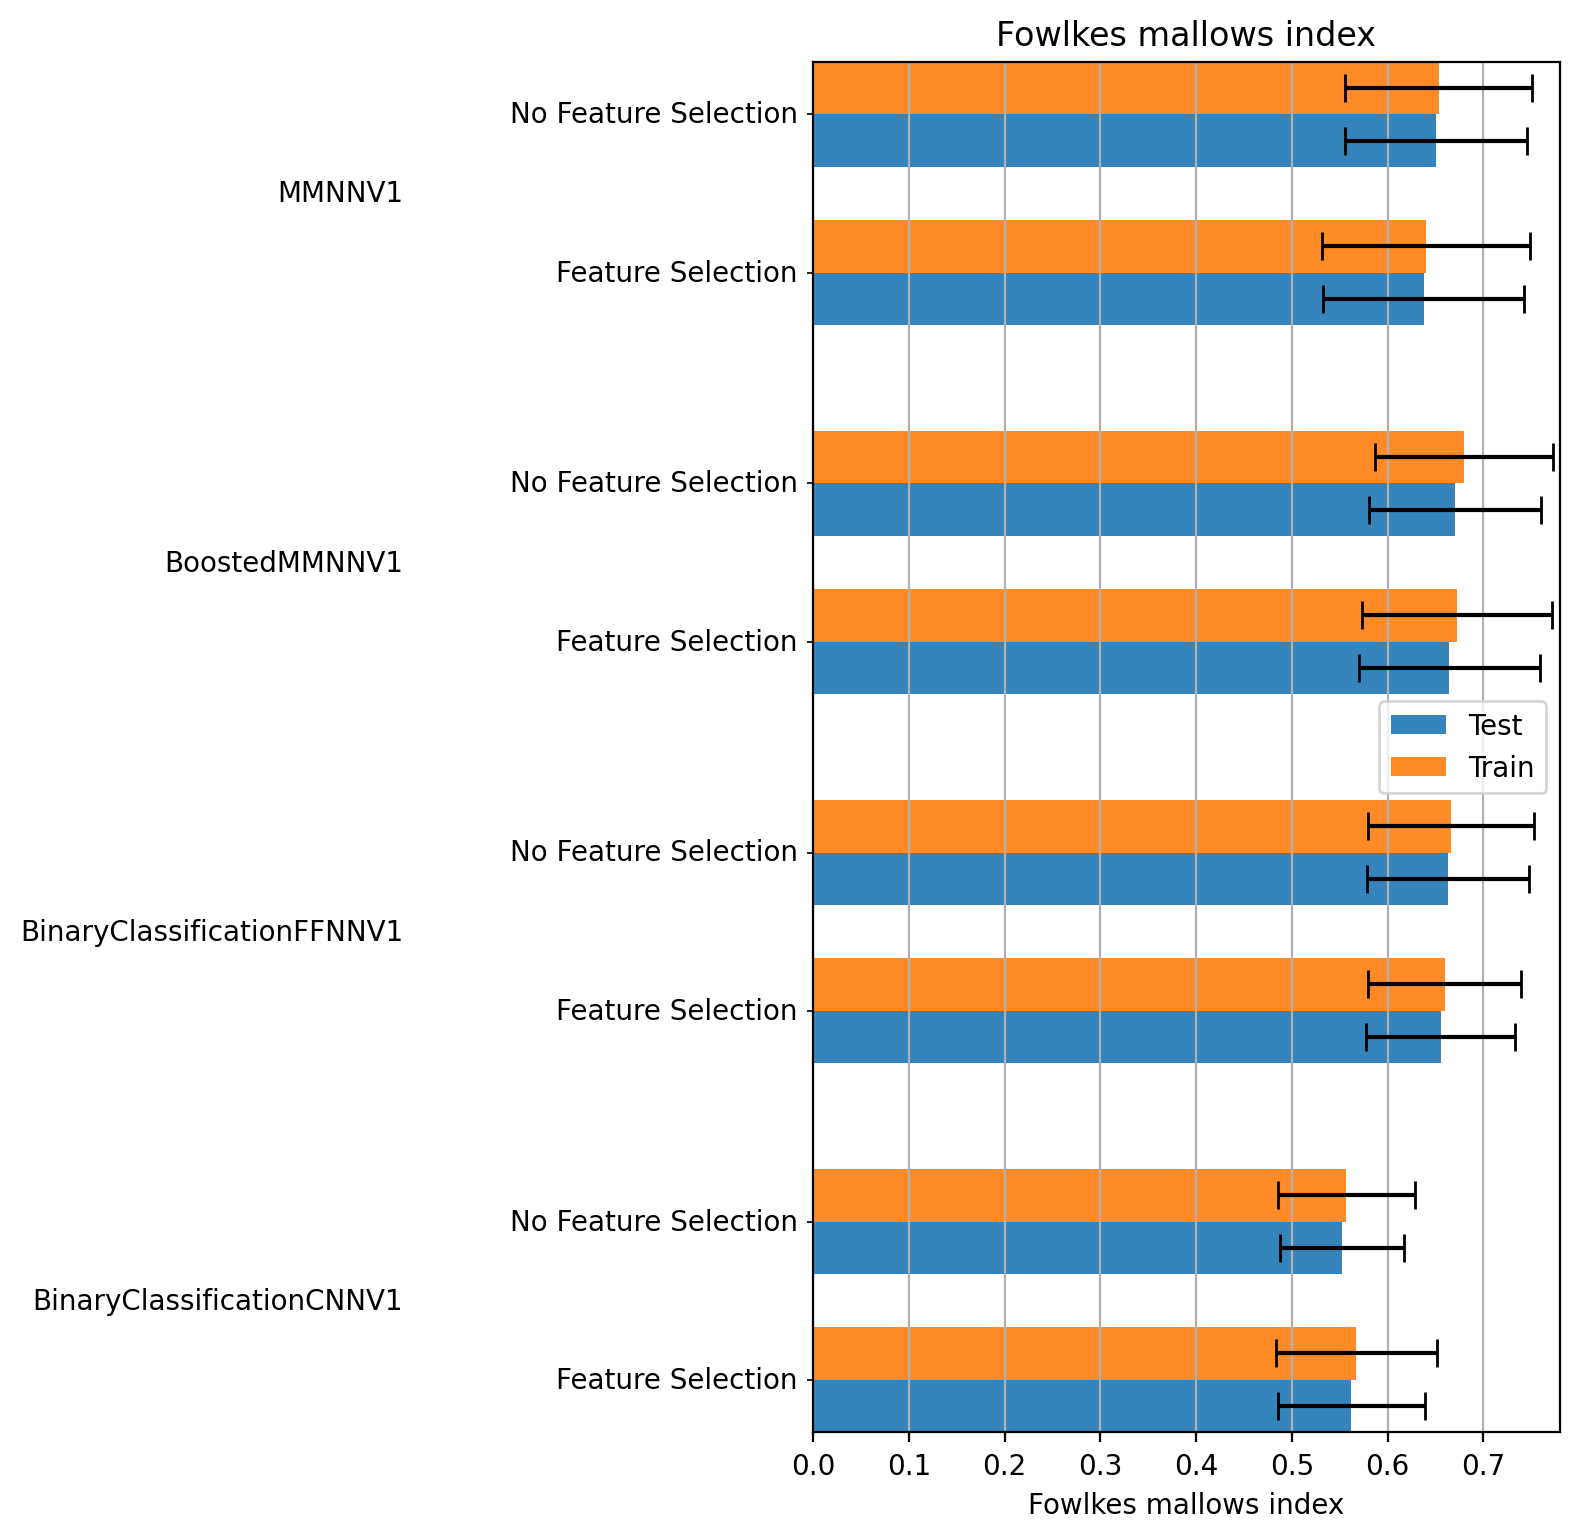 Fowlkes mallows index
No Feature Selection
MMNNV1
Feature Selection
No Feature Selection
BoostedMMNNV1
Feature Selection
Test
Train
No Feature Selection
BinaryClassificationFFNNV1
Feature Selection
No Feature Selection
BinaryClassificationCNNV1
Feature Selection
0.0 0.1 0.2 0.3 0.4 0.5 0.6 0.7
Fowlkes mallows index